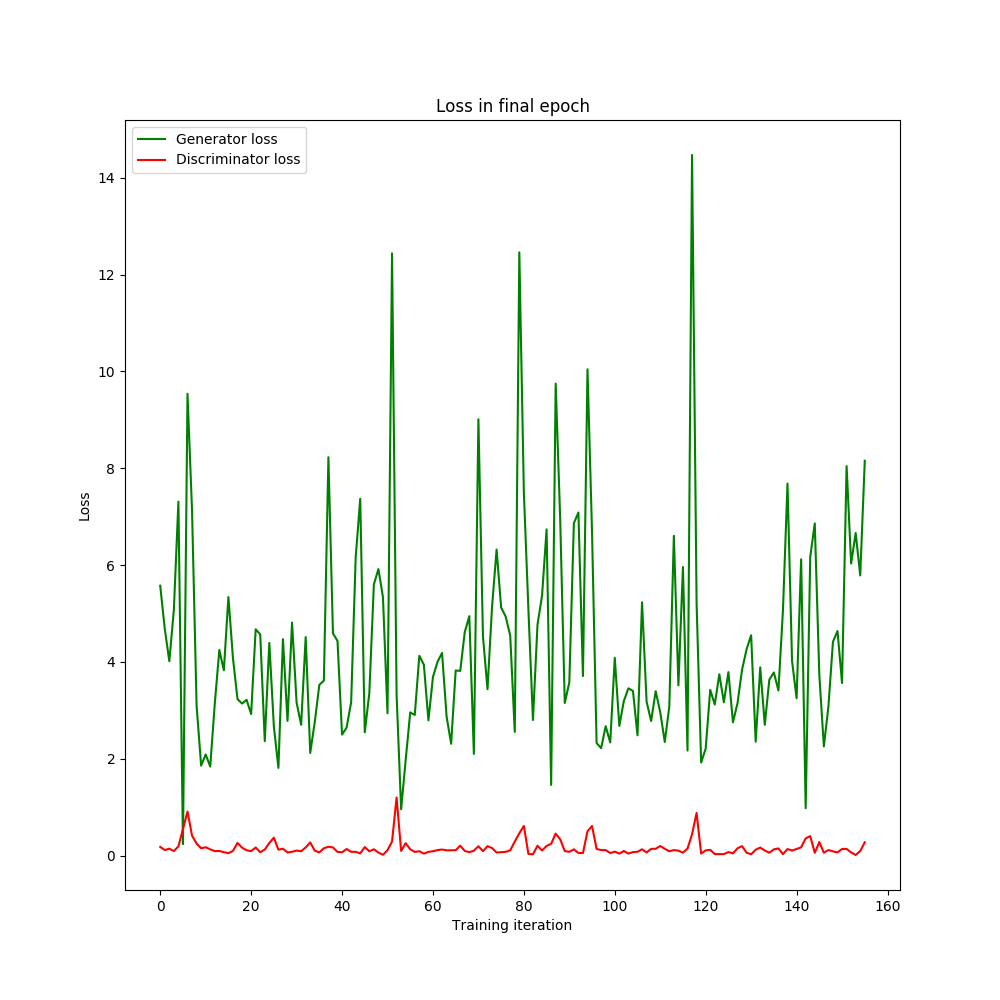 Loss in final epoch
Generator loss
Discriminator loss
14
12
10
8
6
4
2
0
Loss
0 20 40 60 80 100 120 140 160
Training iteration